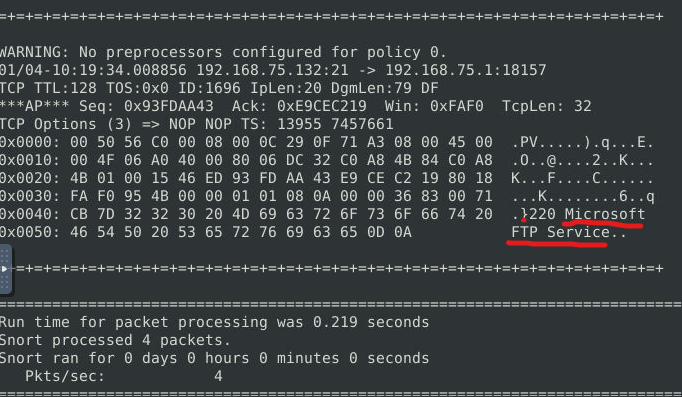 =+=+=+=+=+=+=+=+=+=+=+=+=+=+=+=+=+=+=+=+=+=+=+=+=+=+=+=+=+=+=+=+=+=+=+=+=+
WARNING: No preprocessors configured for policy 0.
01/04-10:19:34.008856 192.168.75.132:21 -> 192.168.75.1:18157
TCP TTL:128 TOS:0x0 ID:1696 IpLen:20 DgmLen:79 DF
***AP*** Seq: 0x93FDAA43  Ack: 0xE9CEC219  Win: 0xFAF0  TcpLen: 32
TCP Options (3) => NOP NOP TS: 13955 7457661
0x0000: 00 50 56 C0 00 08 00 0C 29 0F 71 A3 08 00 45 00  .PV.....).q...E.
0x0010: 00 4F 06 A0 40 00 80 06 DC 32 C0 A8 4B 84 C0 A8  .O..@....2..K...
0x0020: 4B 01 00 15 46 ED 93 FD AA 43 E9 CE C2 19 80 18  K...F....C......
0x0030: FA F0 95 4B 00 00 01 01 08 0A 00 00 36 83 00 71  ...K........6..q
0x0040: CB 7D 32 32 30 20 4D 69 63 72 6F 73 6F 66 74 20  .}220 Microsoft
0x0050: 46 54 50 20 53 65 72 76 69 63 65 0D 0A           FTP Service..
=+=+=+=+=+=+=+=+=+=+=+=+=+=+=+=+=+=+=+=+=+=+=+=+=+=+=+=+=+=+=+=+=+=+=+=+=+
===============================================================================
Run time for packet processing was 0.219 seconds
Snort processed 4 packets.
Snort ran for 0 days 0 hours 0 minutes 0 seconds
   Pkts/sec:            4
===============================================================================